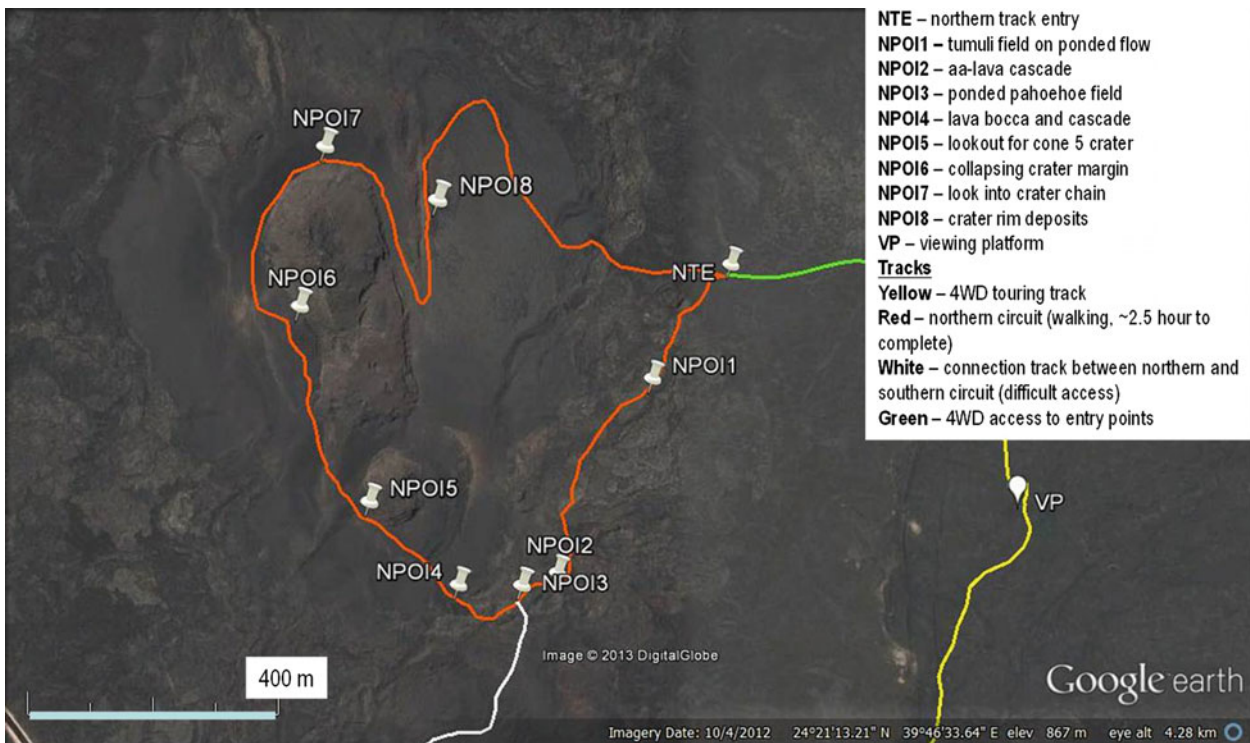 NTE – northern track entry
NPOI1 – tumuli field on ponded flow
NPOI2 – aa-lava cascade
NPOI3 – ponded pahoehoe field
NPOI4 – lava bocca and cascade
NPOI5 – lookout for cone 5 crater
NPOI6 – collapsing crater margin
NPOI7 – look into crater chain
NPOI8 – crater rim deposits
VP – viewing platform
Tracks
Yellow – 4WD touring track
Red – northern circuit (walking, ~2.5 hour to
complete)
White – connection track between northern and
southern circuit (difficult access)
Green – 4WD access to entry points
NPOI7
NPOI8
NTE
NPOI6
NPOI1
NPOI5
VP
NPOI2
NPOI4
NPOI3
Image © 2013 DigitalGlobe
400 m
Google earth
Imagery Date: 10/4/2012 24°21'13.21" N 39°46'33.64" E elev 867 m eye alt 4.28 km